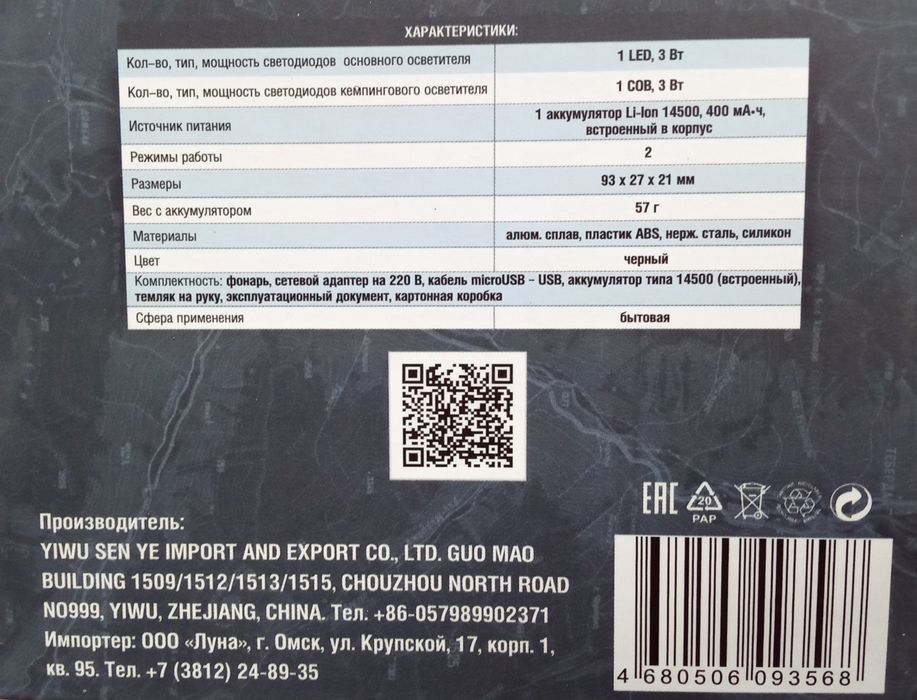 ХАРАКТЕРИСТИКИ:
Кол-во, тип, мощность светодиодов основного осветителя 1 LED, 3 Вт
Кол-во, тип, мощность светодиодов кемпингового осветителя 1 COB, 3 Вт
Источник питания 1 аккумулятор Li-Ion 14500, 400 мА•ч,
встроенный в корпус
Режимы работы 2
Размеры 93 x 27 x 21 мм
Вес с аккумулятором 57 г
Материалы алюм. сплав, пластик ABS, нерж. сталь, силикон
Цвет черный
Комплектность: фонарь, сетевой адаптер на 220 В, кабель microUSB – USB, аккумулятор типа 14500 (встроенный),
темляк на руку, эксплуатационный документ, картонная коробка
Сфера применения бытовая
EAC
20
PAP
Производитель:
YIWU SEN YE IMPORT AND EXPORT CO., LTD. GUO MAO
BUILDING 1509/1512/1513/1515, CHOUZHOU NORTH ROAD
NO999, YIWU, ZHEJIANG, CHINA. Тел. +86-057989902371
Импортер: ООО «Луна», г. Омск, ул. Крупской, 17, корп. 1,
кв. 95. Тел. +7 (3812) 24-89-35
4 680506 093568